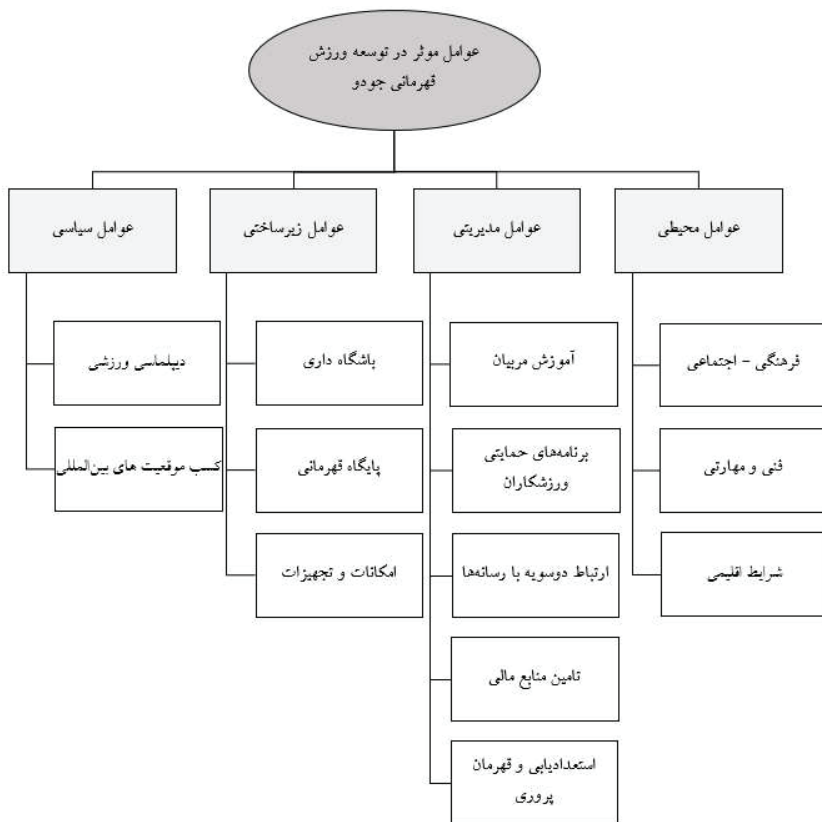 عوامل موثر در توسعه ورزش
قهرمانی جودو
عوامل محیطی
عوامل مدیریتی
عوامل زیرساختی
عوامل سیاسی
فرهنگی - اجتماعی
فنی و مهارتی
شرایط اقلیمی
آموزش مربیان
برنامه‌های حمایتی
ورزشکاران
ارتباط دوسویه با رسانه‌ها
تامین منابع مالی
استعدادیابی و قهرمان
پروری
باشگاه داری
پایگاه قهرمانی
امکانات و تجهیزات
دیپلماسی ورزشی
کسب موقعیت های بین‌المللی